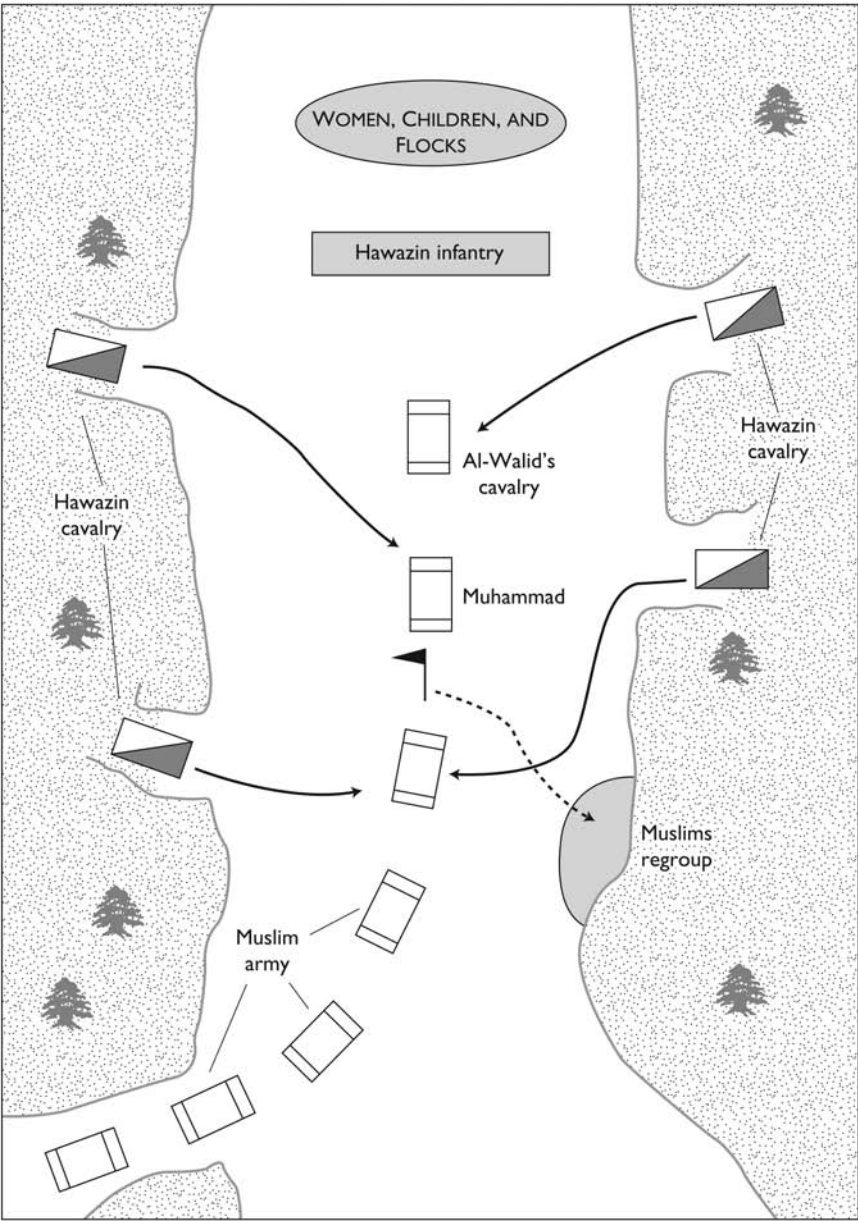 WOMEN, CHILDREN, AND
FLOCKS
Hawazin infantry
Hawazin
cavalry
Al-Walid's
cavalry
Hawazin
cavalry
Muhammad
Muslims
regroup
Muslim
army